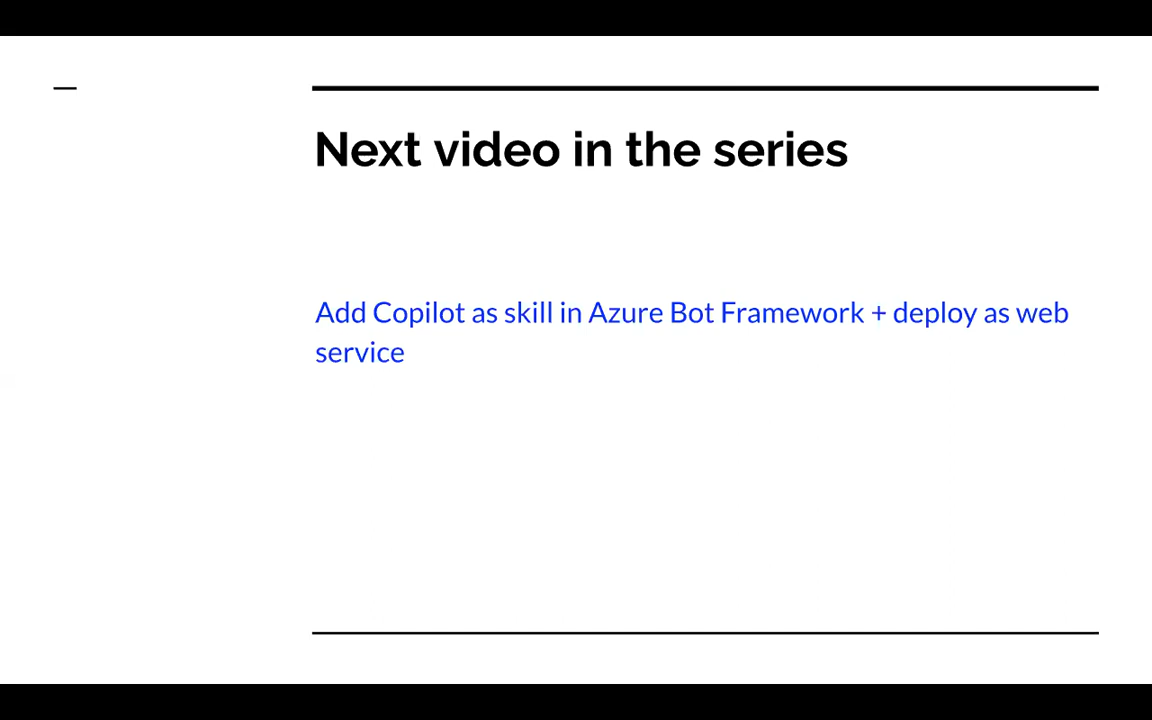 Next video in the series
Add Copilot as skill in Azure Bot Framework + deploy as web
service